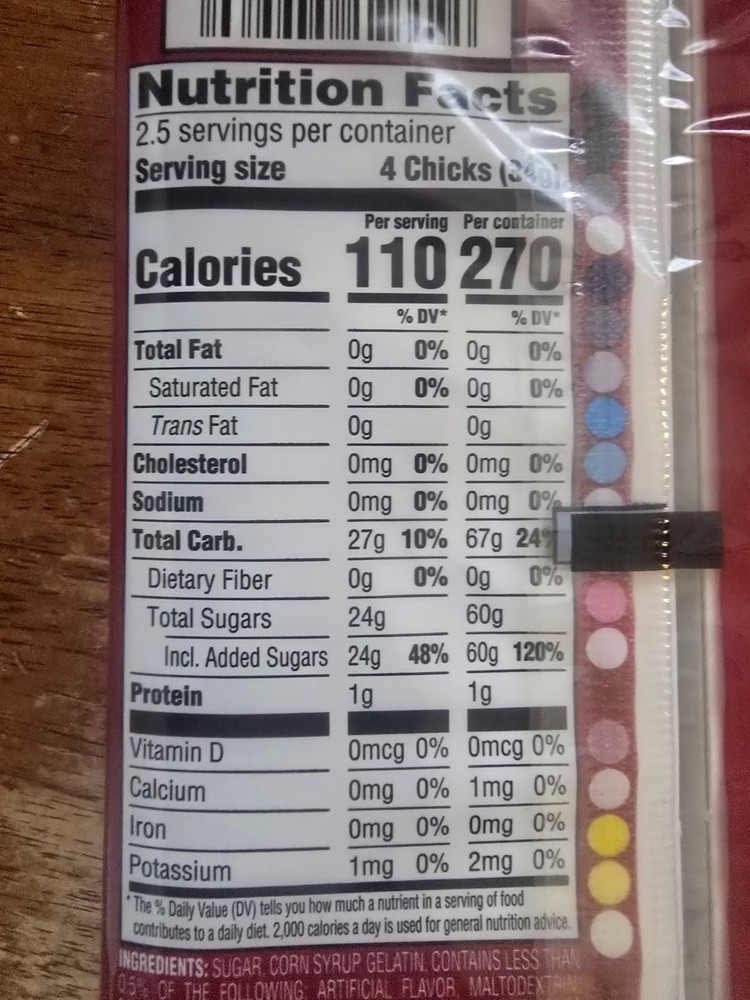 Nutrition Facts
2.5 servings per container
Serving size 4 Chicks (34g)
Per serving Per container
Calories 110 270
% DV* % DV*
Total Fat 0g 0% 0g 0%
Saturated Fat 0g 0% 0g 0%
Trans Fat 0g 0g
Cholesterol 0mg 0% 0mg 0%
Sodium 0mg 0% 0mg 0%
Total Carb. 27g 10% 67g 24%
Dietary Fiber 0g 0% 0g 0%
Total Sugars 24g 60g
Incl. Added Sugars 24g 48% 60g 120%
Protein 1g 1g
Vitamin D 0mcg 0% 0mcg 0%
Calcium 0mg 0% 1mg 0%
Iron 0mg 0% 0mg 0%
Potassium 1mg 0% 2mg 0%
* The % Daily Value (DV) tells you how much a nutrient in a serving of food
contributes to a daily diet. 2,000 calories a day is used for general nutrition advice.
INGREDIENTS: SUGAR, CORN SYRUP, GELATIN, CONTAINS LESS THAN
0.5% OF THE FOLLOWING: ARTIFICIAL FLAVOR, MALTODEXTRIN